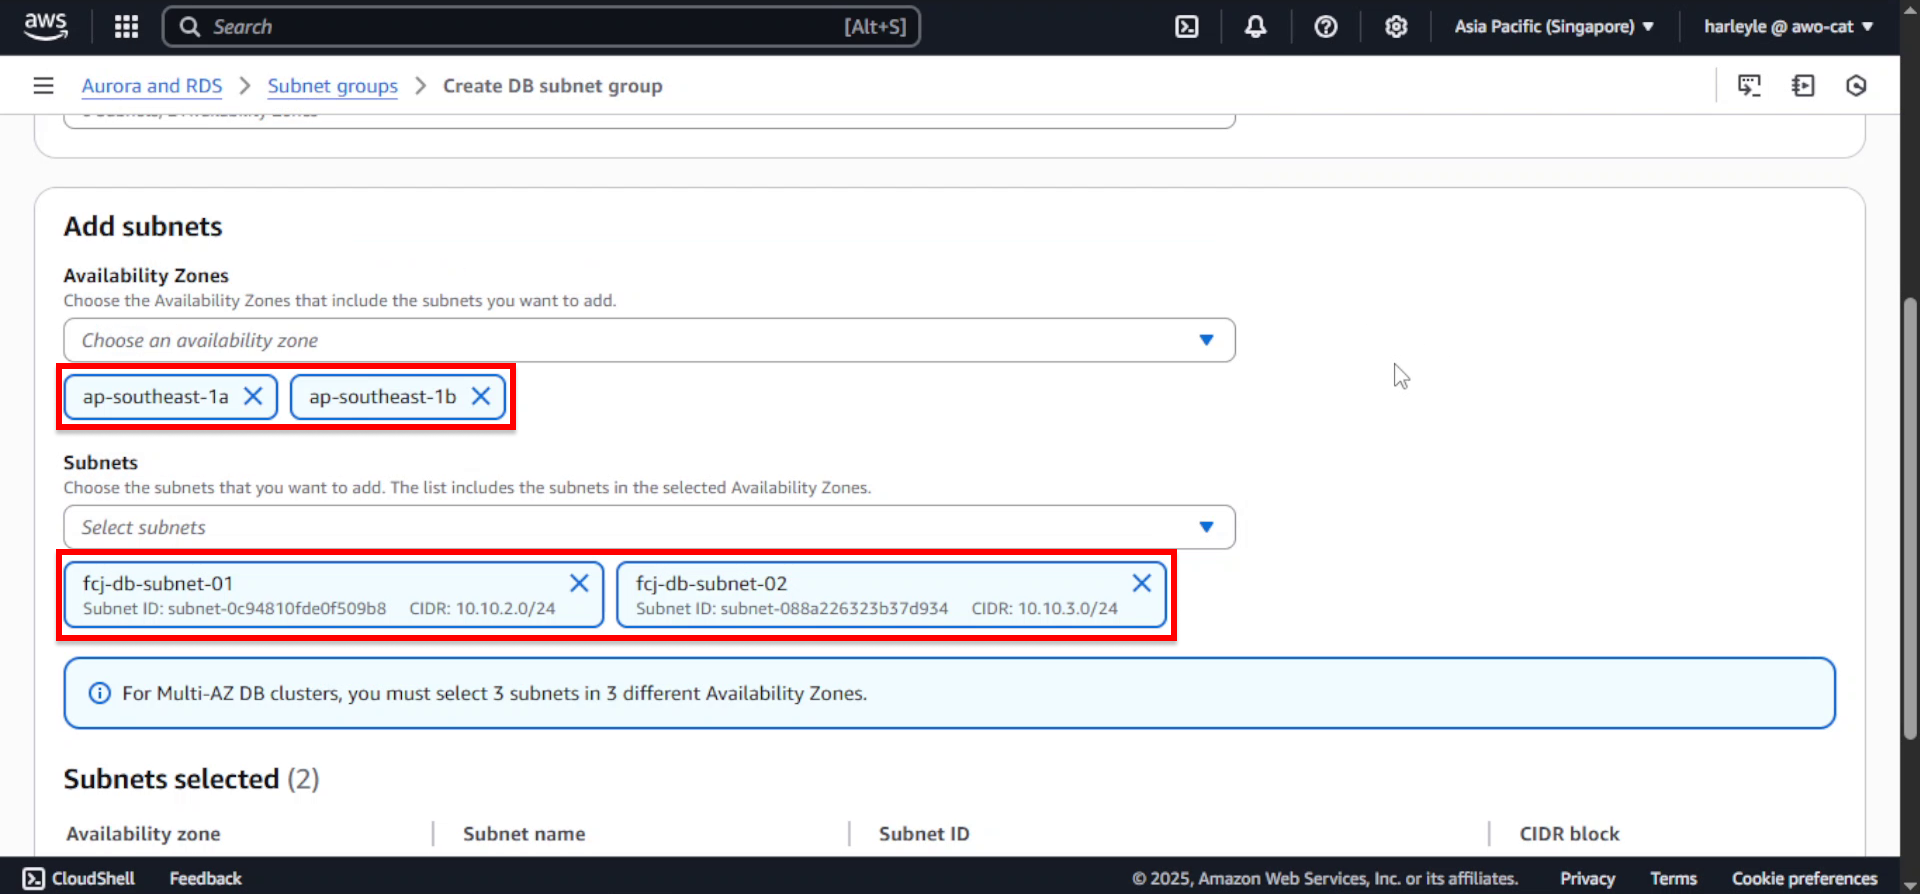 aws
Search [Alt+S]
Asia Pacific (Singapore)
harleyle @ awo-cat
Aurora and RDS
Subnet groups
Create DB subnet group
Add subnets
Availability Zones
Choose the Availability Zones that include the subnets you want to add.
Choose an availability zone
ap-southeast-1a
ap-southeast-1b
Subnets
Choose the subnets that you want to add. The list includes the subnets in the selected Availability Zones.
Select subnets
fcj-db-subnet-01
Subnet ID: subnet-0c94810fde0f509b8 CIDR: 10.10.2.0/24
fcj-db-subnet-02
Subnet ID: subnet-088a226323b37d934 CIDR: 10.10.3.0/24
For Multi-AZ DB clusters, you must select 3 subnets in 3 different Availability Zones.
Subnets selected (2)
Availability zone
Subnet name
Subnet ID
CIDR block
CloudShell
Feedback
© 2025, Amazon Web Services, Inc. or its affiliates.
Privacy
Terms
Cookie preferences